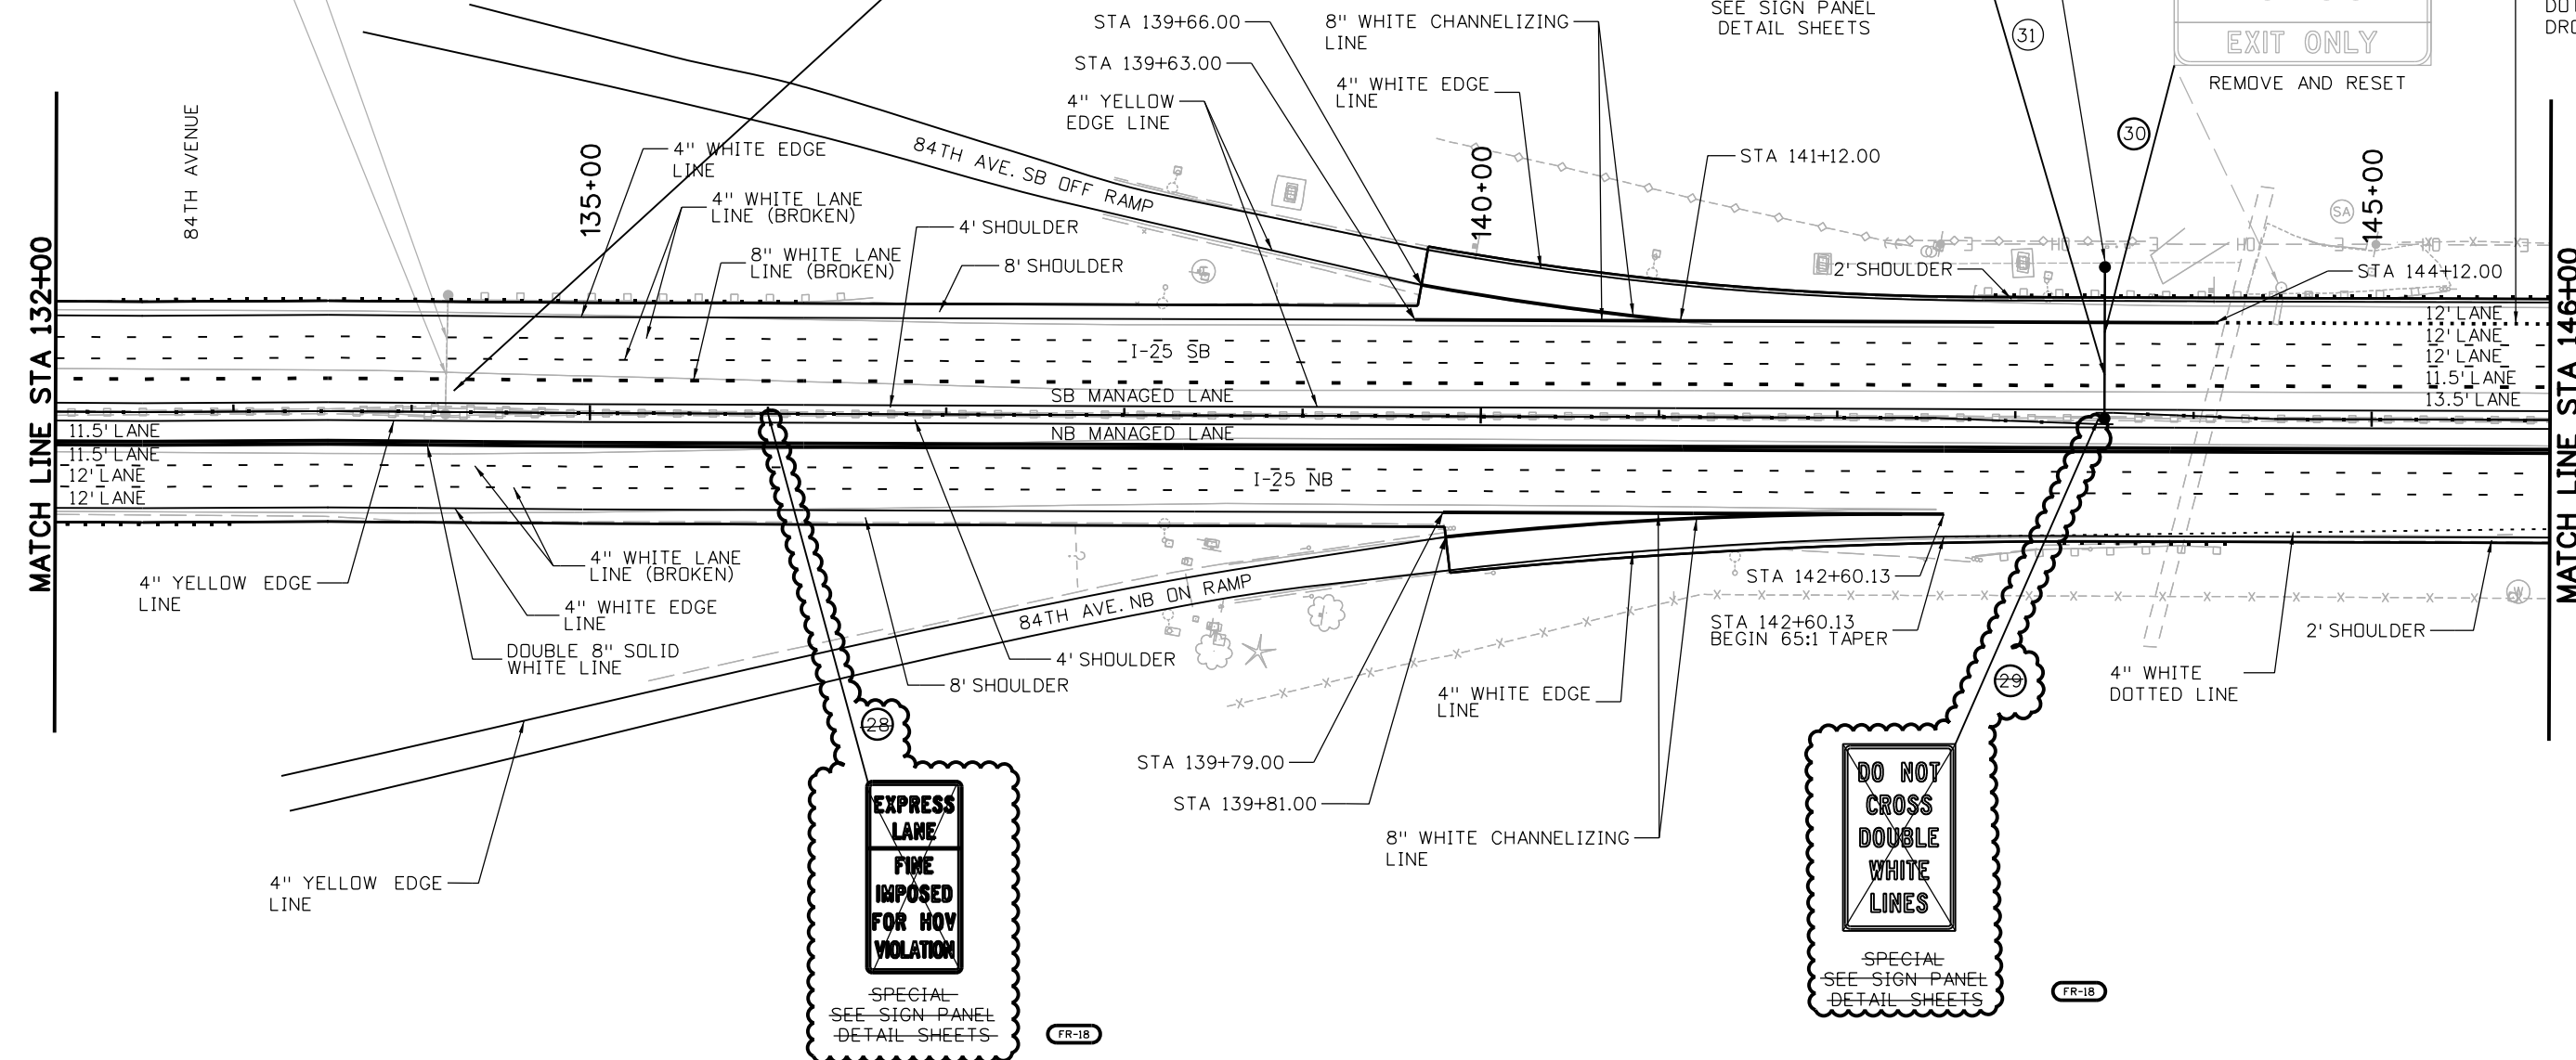 STA 139+66.00
8" WHITE CHANNELIZING
LINE
SEE SIGN PANEL
DETAIL SHEETS
31
EXIT ONLY
REMOVE AND RESET
STA 139+63.00
4" WHITE EDGE
LINE
4" YELLOW
EDGE LINE
30
84TH AVENUE
135+00
4" WHITE EDGE
LINE
84TH AVE. SB OFF RAMP
140+00
STA 141+12.00
145+00
SA
4" WHITE LANE
LINE (BROKEN)
4' SHOULDER
8" WHITE LANE
LINE (BROKEN)
8' SHOULDER
2' SHOULDER
STA 144+12.00
MATCH LINE STA 132+00
MATCH LINE STA 146+00
12' LANE
12' LANE
12' LANE
11.5' LANE
13.5' LANE
I-25 SB
SB MANAGED LANE
NB MANAGED LANE
I-25 NB
11.5' LANE
11.5' LANE
12' LANE
12' LANE
4" YELLOW EDGE
LINE
4" WHITE LANE
LINE (BROKEN)
4" WHITE EDGE
LINE
DOUBLE 8" SOLID
WHITE LINE
84TH AVE. NB ON RAMP
4' SHOULDER
8' SHOULDER
STA 142+60.13
STA 142+60.13
BEGIN 65:1 TAPER
2' SHOULDER
4" WHITE
DOTTED LINE
4" WHITE EDGE
LINE
28
29
STA 139+79.00
STA 139+81.00
8" WHITE CHANNELIZING
LINE
4" YELLOW EDGE
LINE
EXPRESS
LANE
FINE
IMPOSED
FOR HOV
VIOLATION
SPECIAL
SEE SIGN PANEL
DETAIL SHEETS
FR-18
DO NOT
CROSS
DOUBLE
WHITE
LINES
SPECIAL
SEE SIGN PANEL
DETAIL SHEETS
FR-18